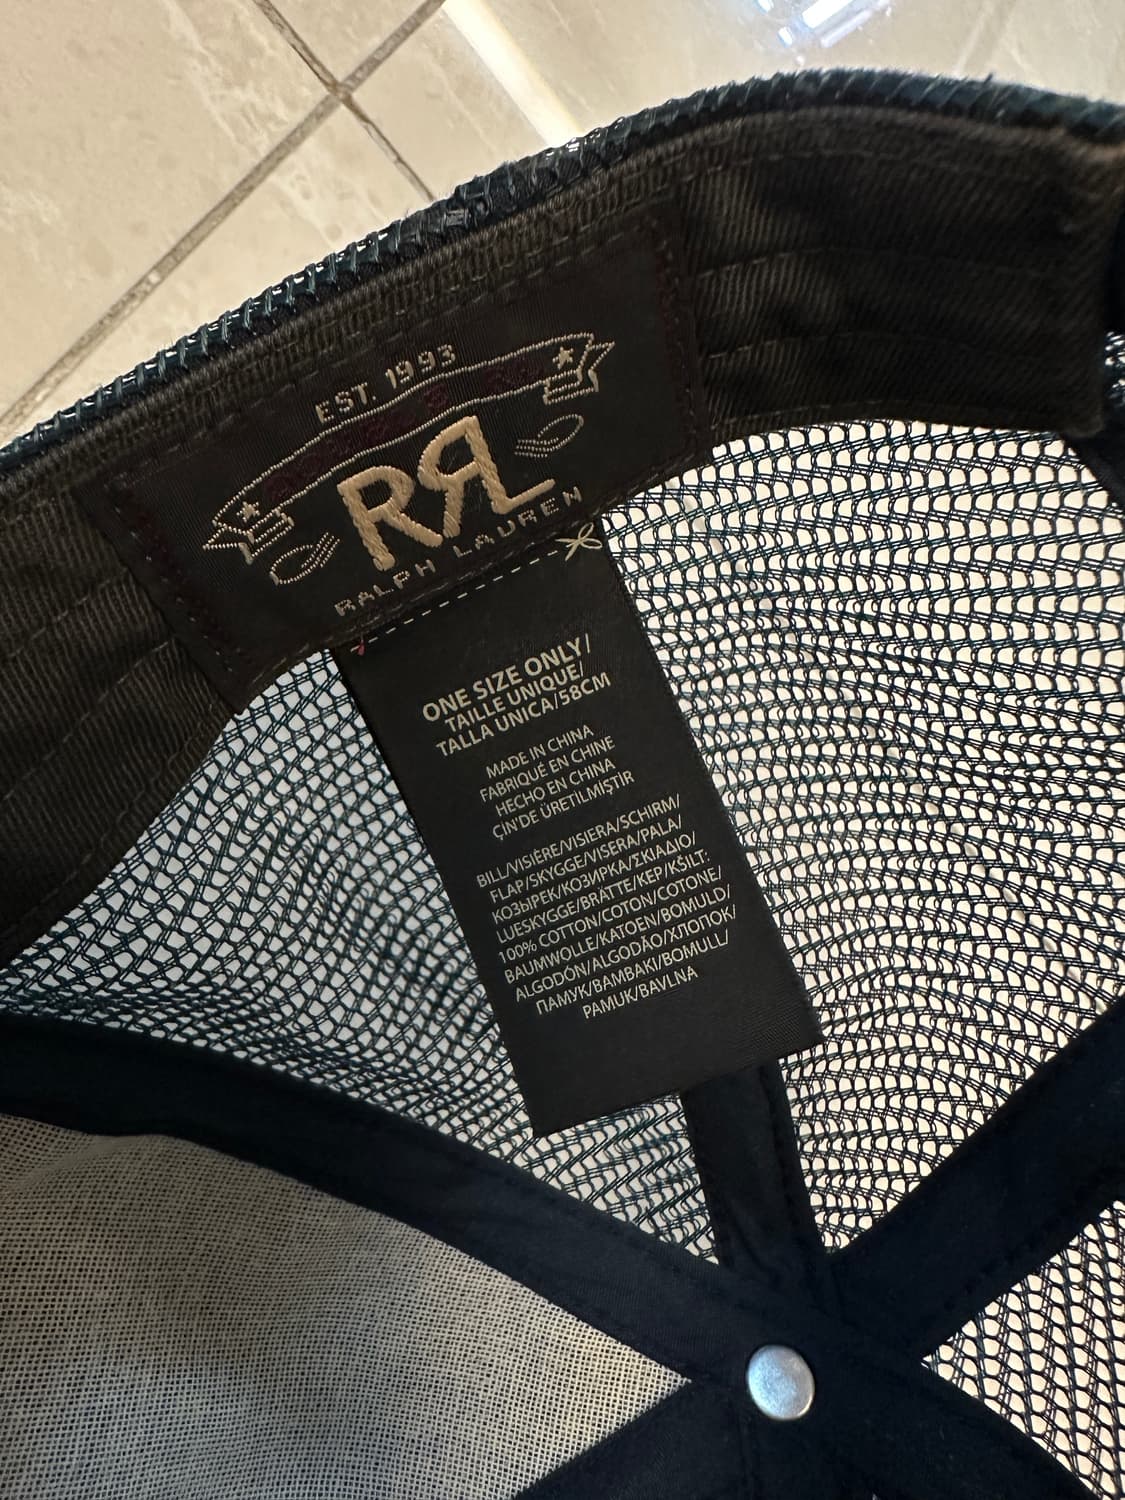 EST. 1993
RRL
RALPH LAUREN
ONE SIZE ONLY/
TAILLE UNIQUE/
TALLA UNICA/58CM
MADE IN CHINA
FABRIQUÉ EN CHINE
HECHO EN CHINA
ÇİN'DE ÜRETİLMİŞTİR
BILL/VISIÈRE/VISIERA/SCHIRM/
FLAP/SKYGGE/VISERA/PALA/
КОЗЫРЕК/КОЗИРКА/ΣΚΙΑΔΙΟ/
LUESKYGGE/BRÄTTE/KEP/KŠILT:
100% COTTON/COTON/COTONE/
BAUMWOLLE/KATOEN/BOMULD/
ALGODÓN/ALGODÃO/ХЛОПОК/
ПАМУК/ΒΑΜΒΑΚΙ/BOMULL/
PAMUK/BAVLNA